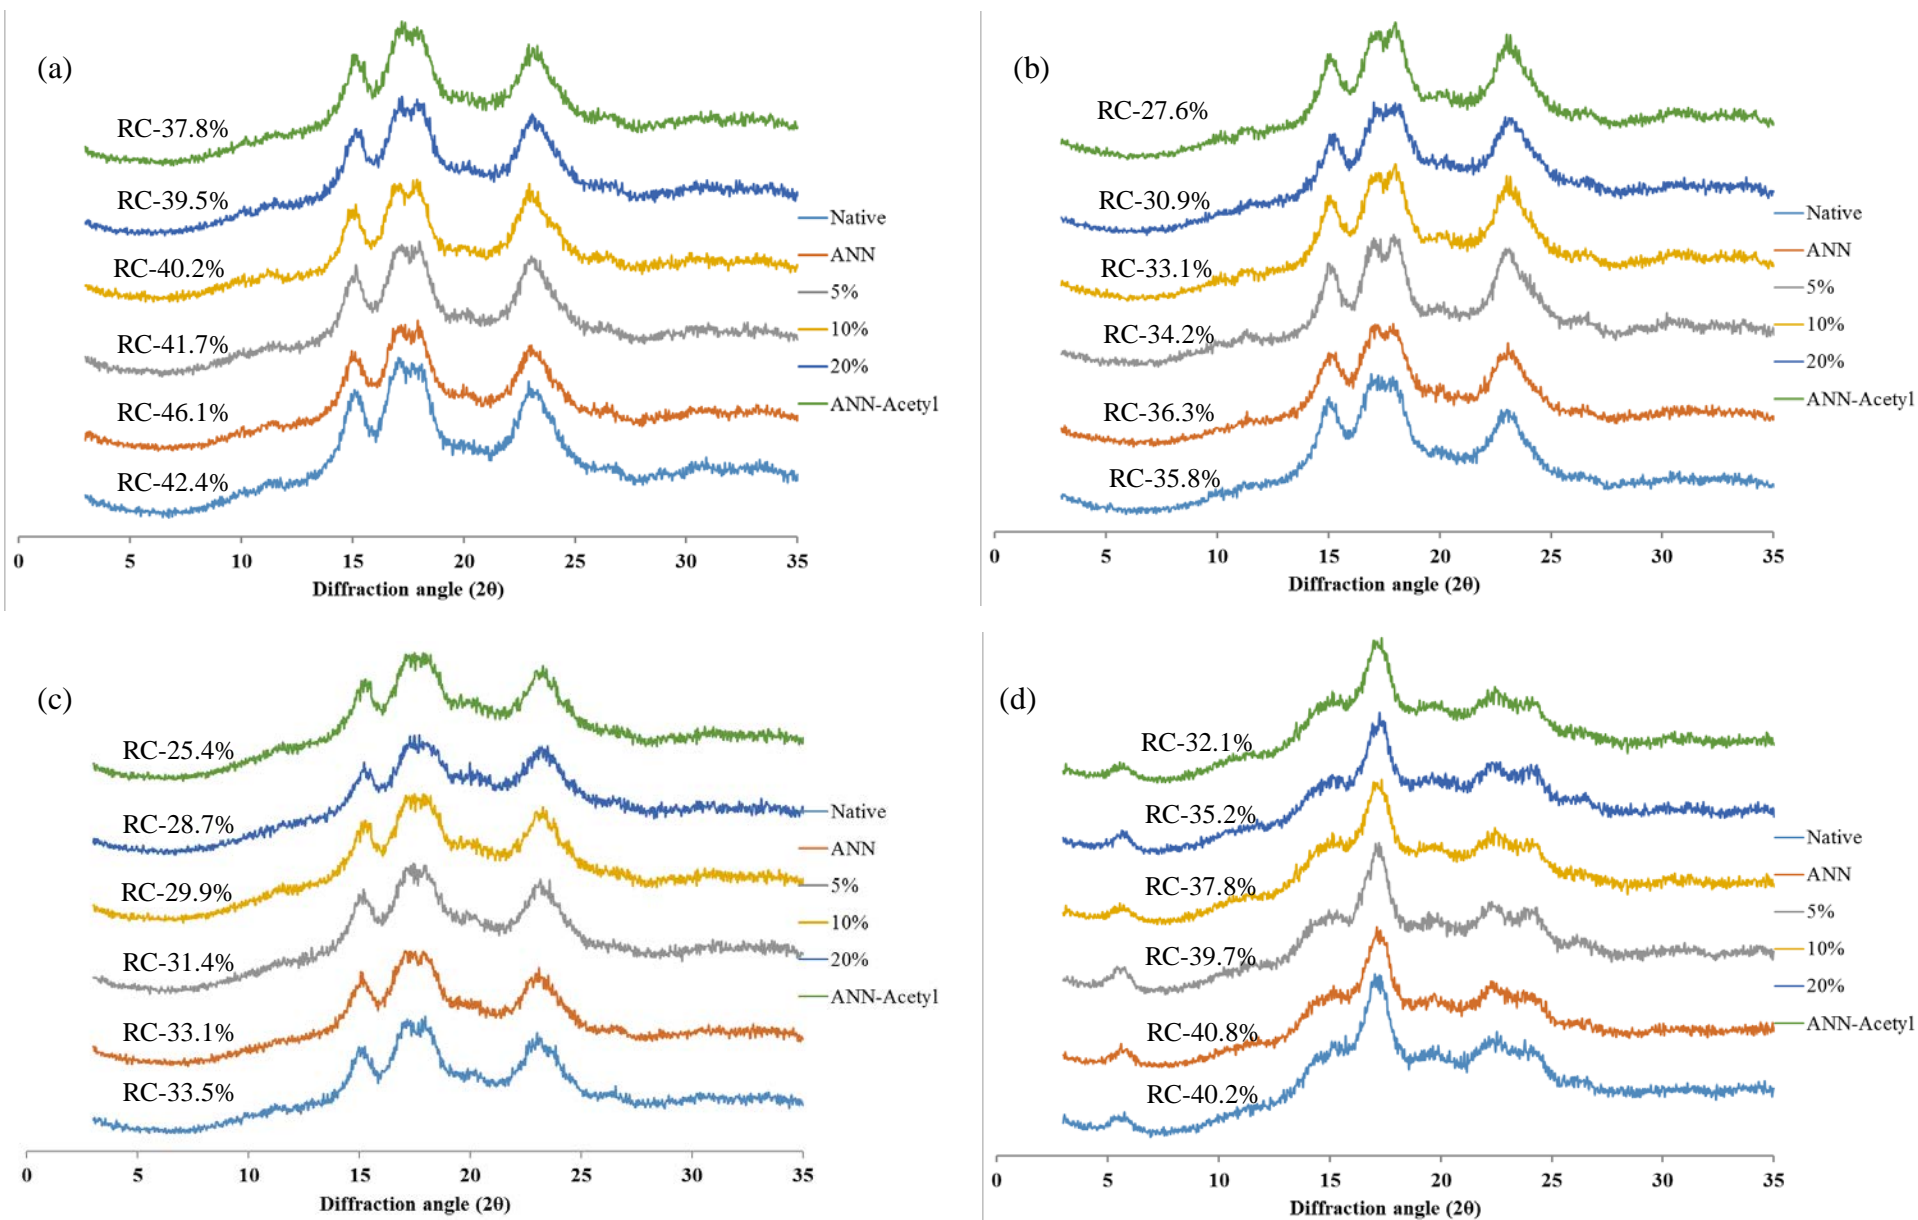 (a)
RC-37.8%
RC-39.5%
RC-40.2%
RC-41.7%
RC-46.1%
RC-42.4%
Native
ANN
5%
10%
20%
ANN-Acetyl
0 5 10 15 20 25 30 35
Diffraction angle (2θ)
(b)
RC-27.6%
RC-30.9%
RC-33.1%
RC-34.2%
RC-36.3%
RC-35.8%
Native
ANN
5%
10%
20%
ANN-Acetyl
0 5 10 15 20 25 30 35
Diffraction angle (2θ)
(c)
RC-25.4%
RC-28.7%
RC-29.9%
RC-31.4%
RC-33.1%
RC-33.5%
Native
ANN
5%
10%
20%
ANN-Acetyl
0 5 10 15 20 25 30 35
Diffraction angle (2θ)
(d)
RC-32.1%
RC-35.2%
RC-37.8%
RC-39.7%
RC-40.8%
RC-40.2%
Native
ANN
5%
10%
20%
ANN-Acetyl
0 5 10 15 20 25 30 35
Diffraction angle (2θ)